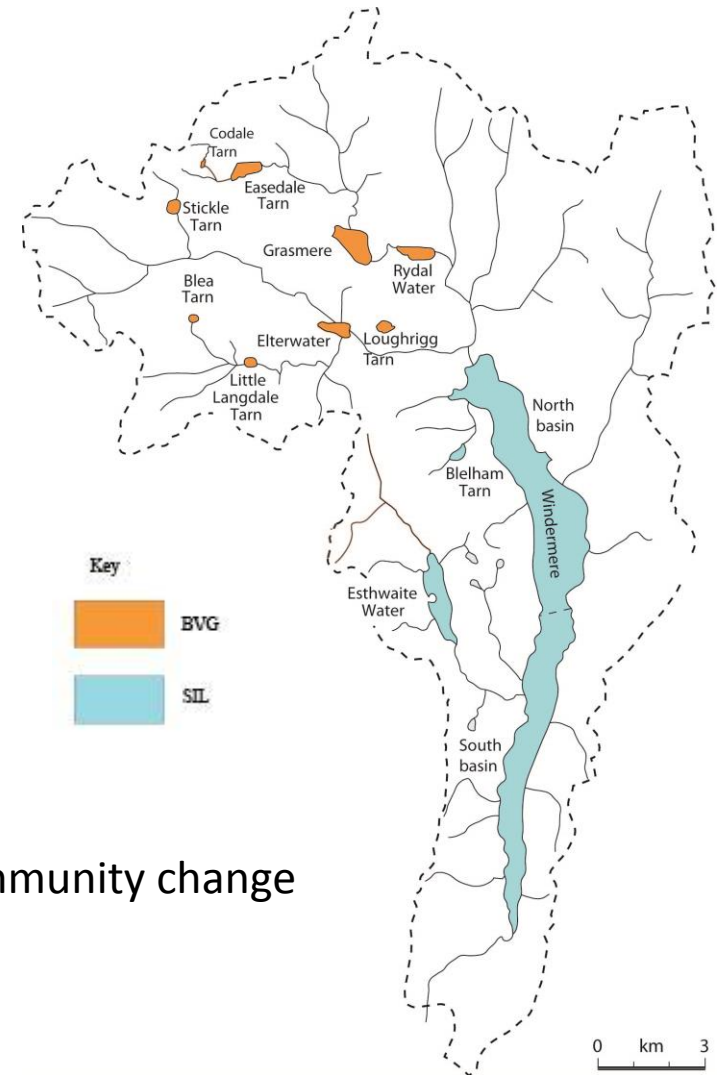 Codale
Tarn
Easedale
Tarn
Stickle
Tarn
Grasmere
Rydal
Water
Blea
Tarn
Elterwater
Loughrigg
Tarn
Little
Langdale
Tarn
North
basin
Blelham
Tarn
Windermere
Key
BVG
SIL
Esthwaite
Water
South
basin
mmunity change
0 km 3